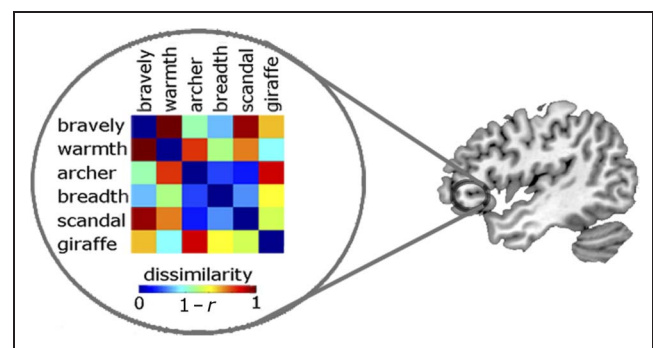 bravely
warmth
archer
breadth
scandal
giraffe
bravely
warmth
archer
breadth
scandal
giraffe
dissimilarity
0 1 – r 1